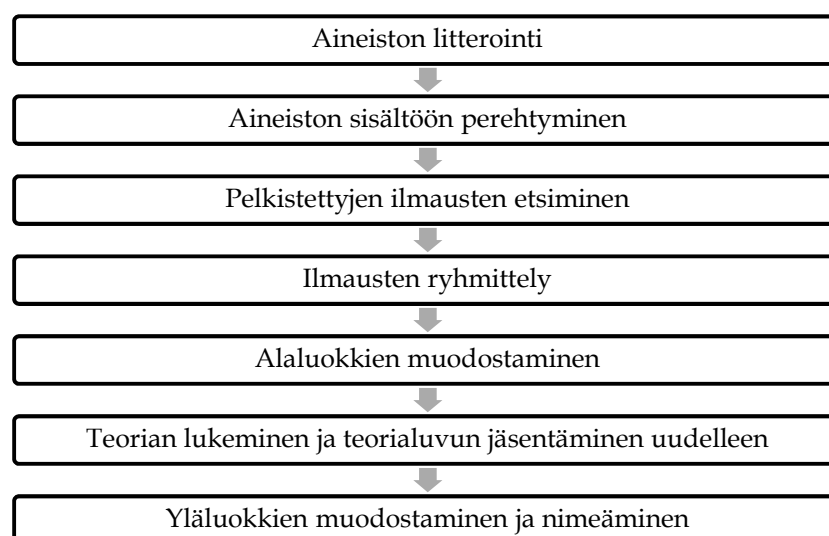 Aineiston litterointi
Aineiston sisältöön perehtyminen
Pelkistettyjen ilmausten etsiminen
Ilmausten ryhmittely
Alaluokkien muodostaminen
Teorian lukeminen ja teorialuvun jäsentäminen uudelleen
Yläluokkien muodostaminen ja nimeäminen